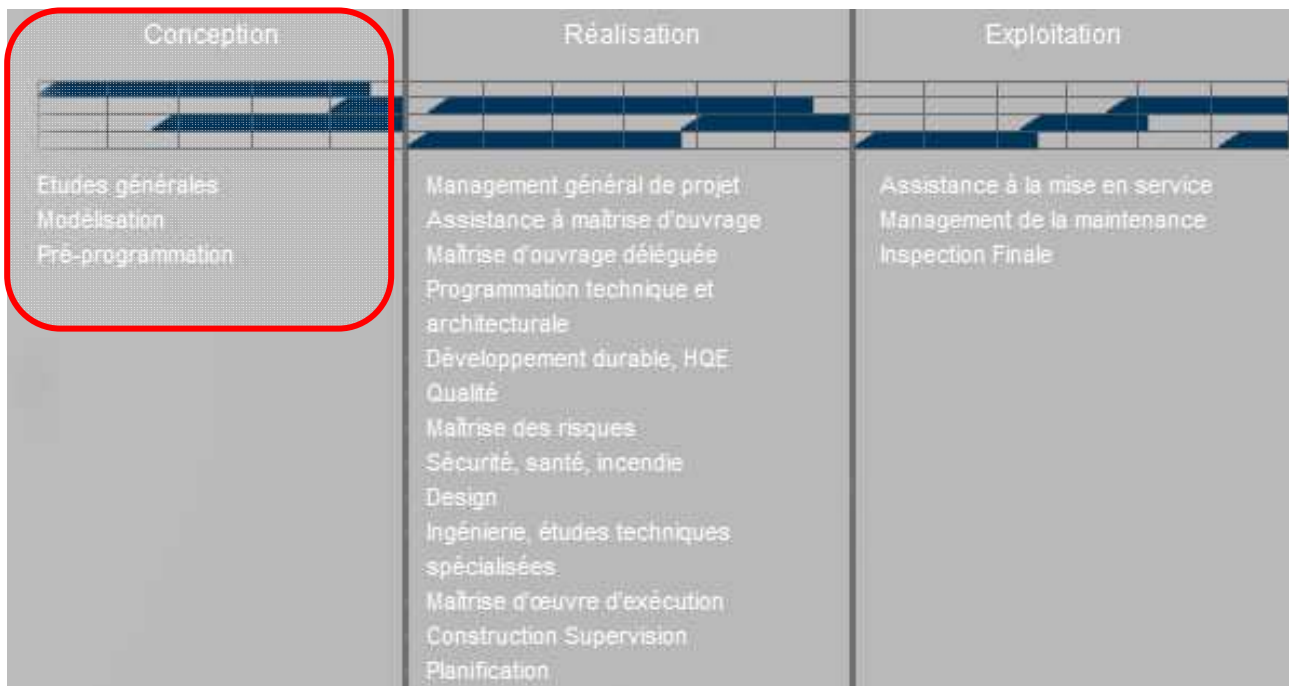 Conception
Etudes générales
Modélisation
Pré-programmation
Réalisation
Management général de projet
Assistance à maîtrise d'ouvrage
Maîtrise d'ouvrage déléguée
Programmation technique et
architecturale
Développement durable, HQE
Qualité
Maîtrise des risques
Sécurité, santé, incendie
Design
Ingénierie, études techniques
spécialisées
Maîtrise d'œuvre d'exécution
Construction Supervision
Planification
Exploitation
Assistance à la mise en service
Management de la maintenance
Inspection Finale